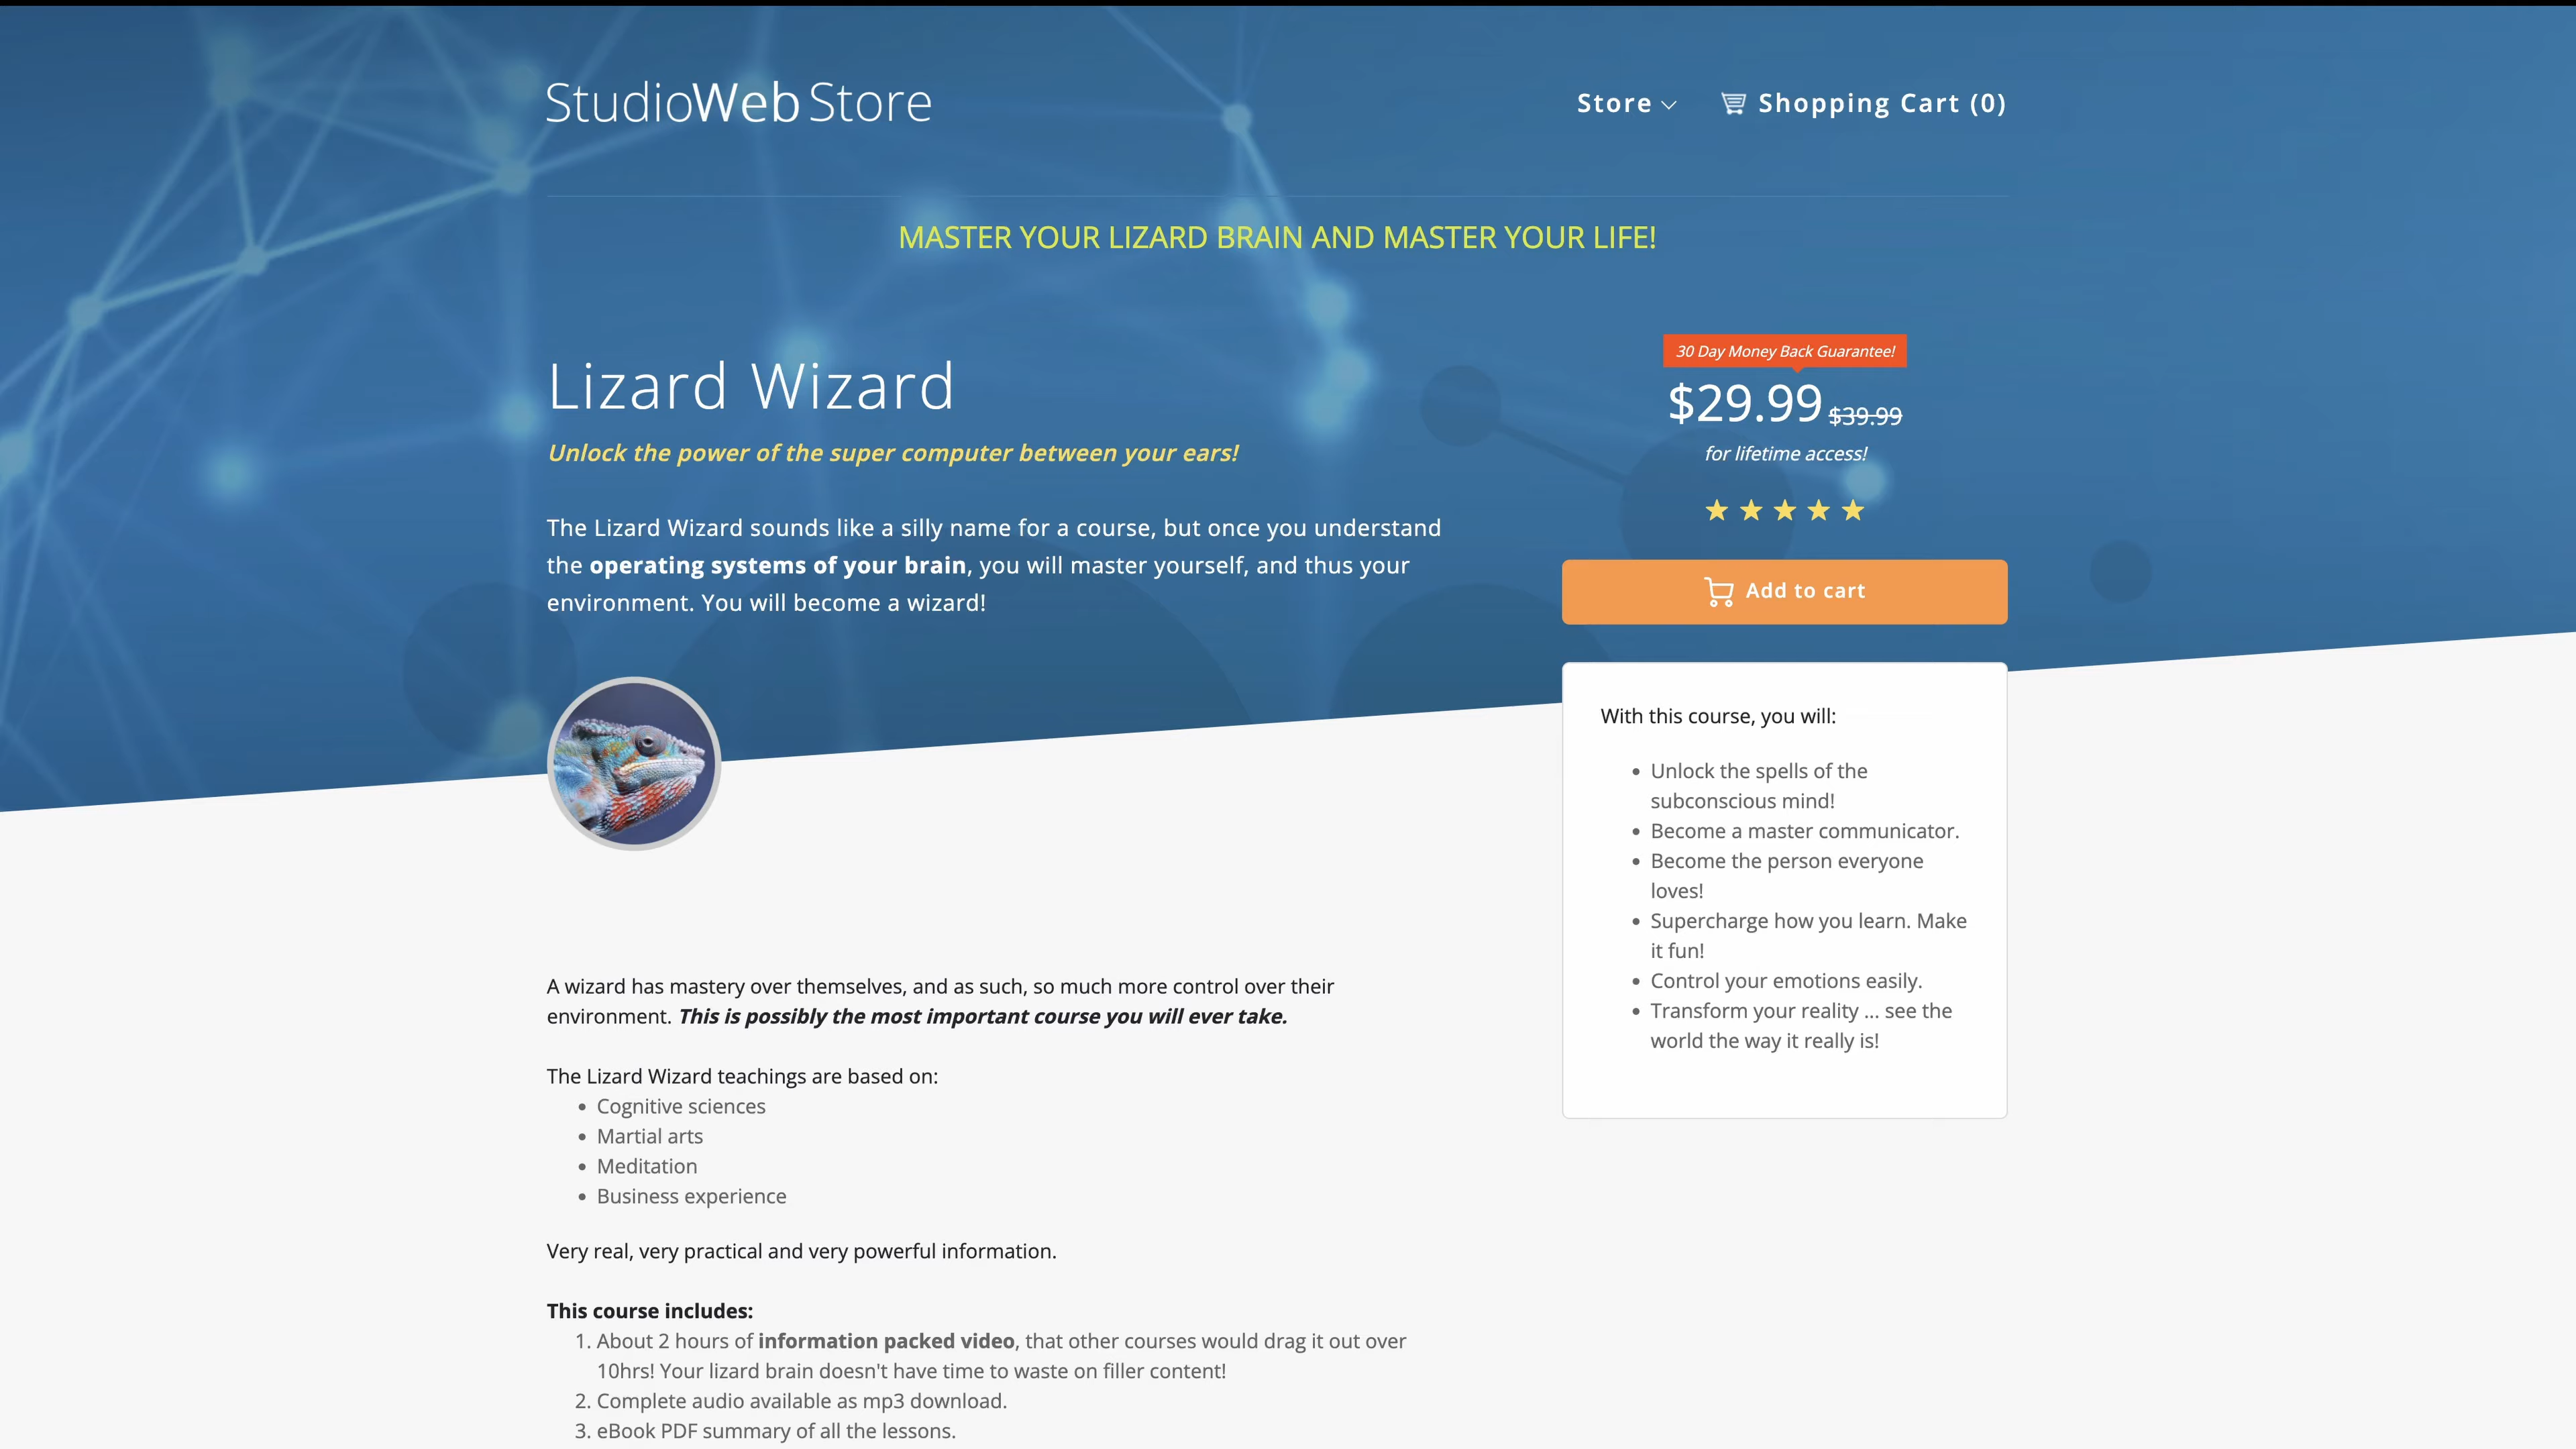 StudioWeb Store
Store
Shopping Cart (0)
MASTER YOUR LIZARD BRAIN AND MASTER YOUR LIFE!
Lizard Wizard
Unlock the power of the super computer between your ears!
The Lizard Wizard sounds like a silly name for a course, but once you understand
the operating systems of your brain, you will master yourself, and thus your
environment. You will become a wizard!
30 Day Money Back Guarantee!
$29.99 $39.99
for lifetime access!
Add to cart
With this course, you will:
• Unlock the spells of the
subconscious mind!
• Become a master communicator.
• Become the person everyone
loves!
• Supercharge how you learn. Make
it fun!
• Control your emotions easily.
• Transform your reality ... see the
world the way it really is!
A wizard has mastery over themselves, and as such, so much more control over their
environment. This is possibly the most important course you will ever take.
The Lizard Wizard teachings are based on:
• Cognitive sciences
• Martial arts
• Meditation
• Business experience
Very real, very practical and very powerful information.
This course includes:
1. About 2 hours of information packed video, that other courses would drag it out over
10hrs! Your lizard brain doesn't have time to waste on filler content!
2. Complete audio available as mp3 download.
3. eBook PDF summary of all the lessons.